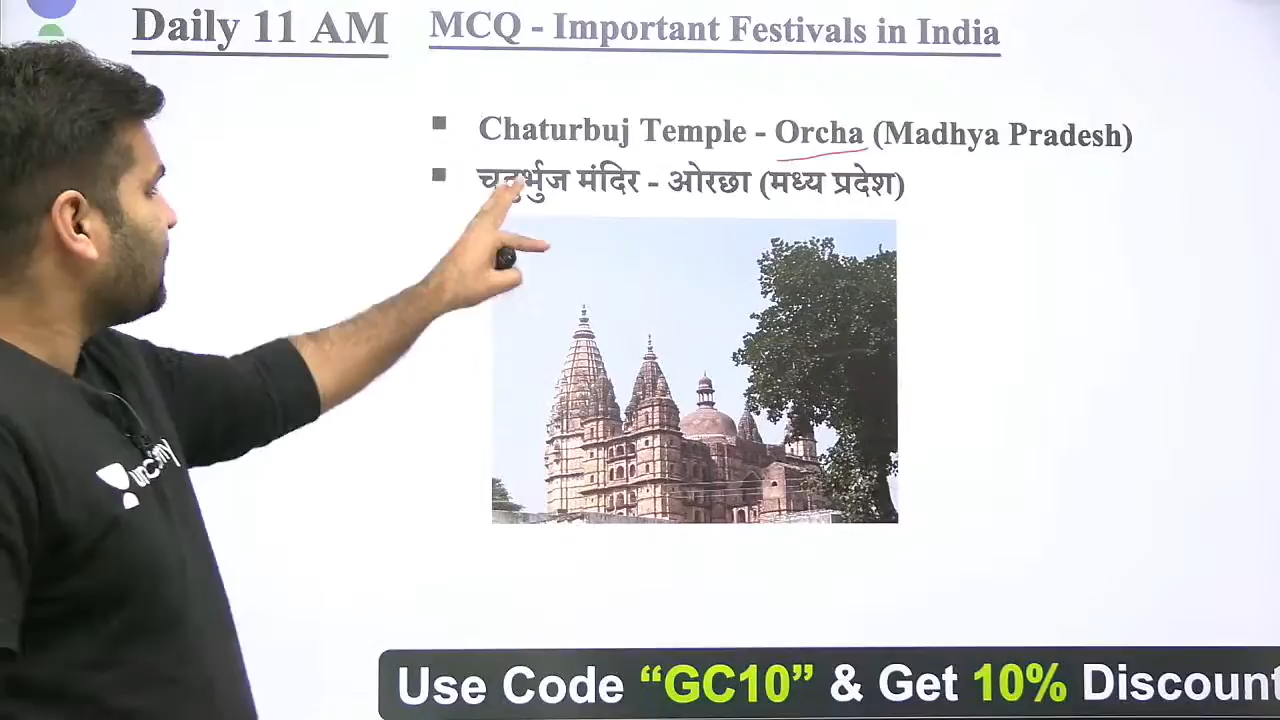 Daily 11 AM
MCQ - Important Festivals in India
▪ Chaturbuj Temple - Orcha (Madhya Pradesh)
▪ चतुर्भुज मंदिर - ओरछा (मध्य प्रदेश)
Use Code “GC10” & Get 10% Discount